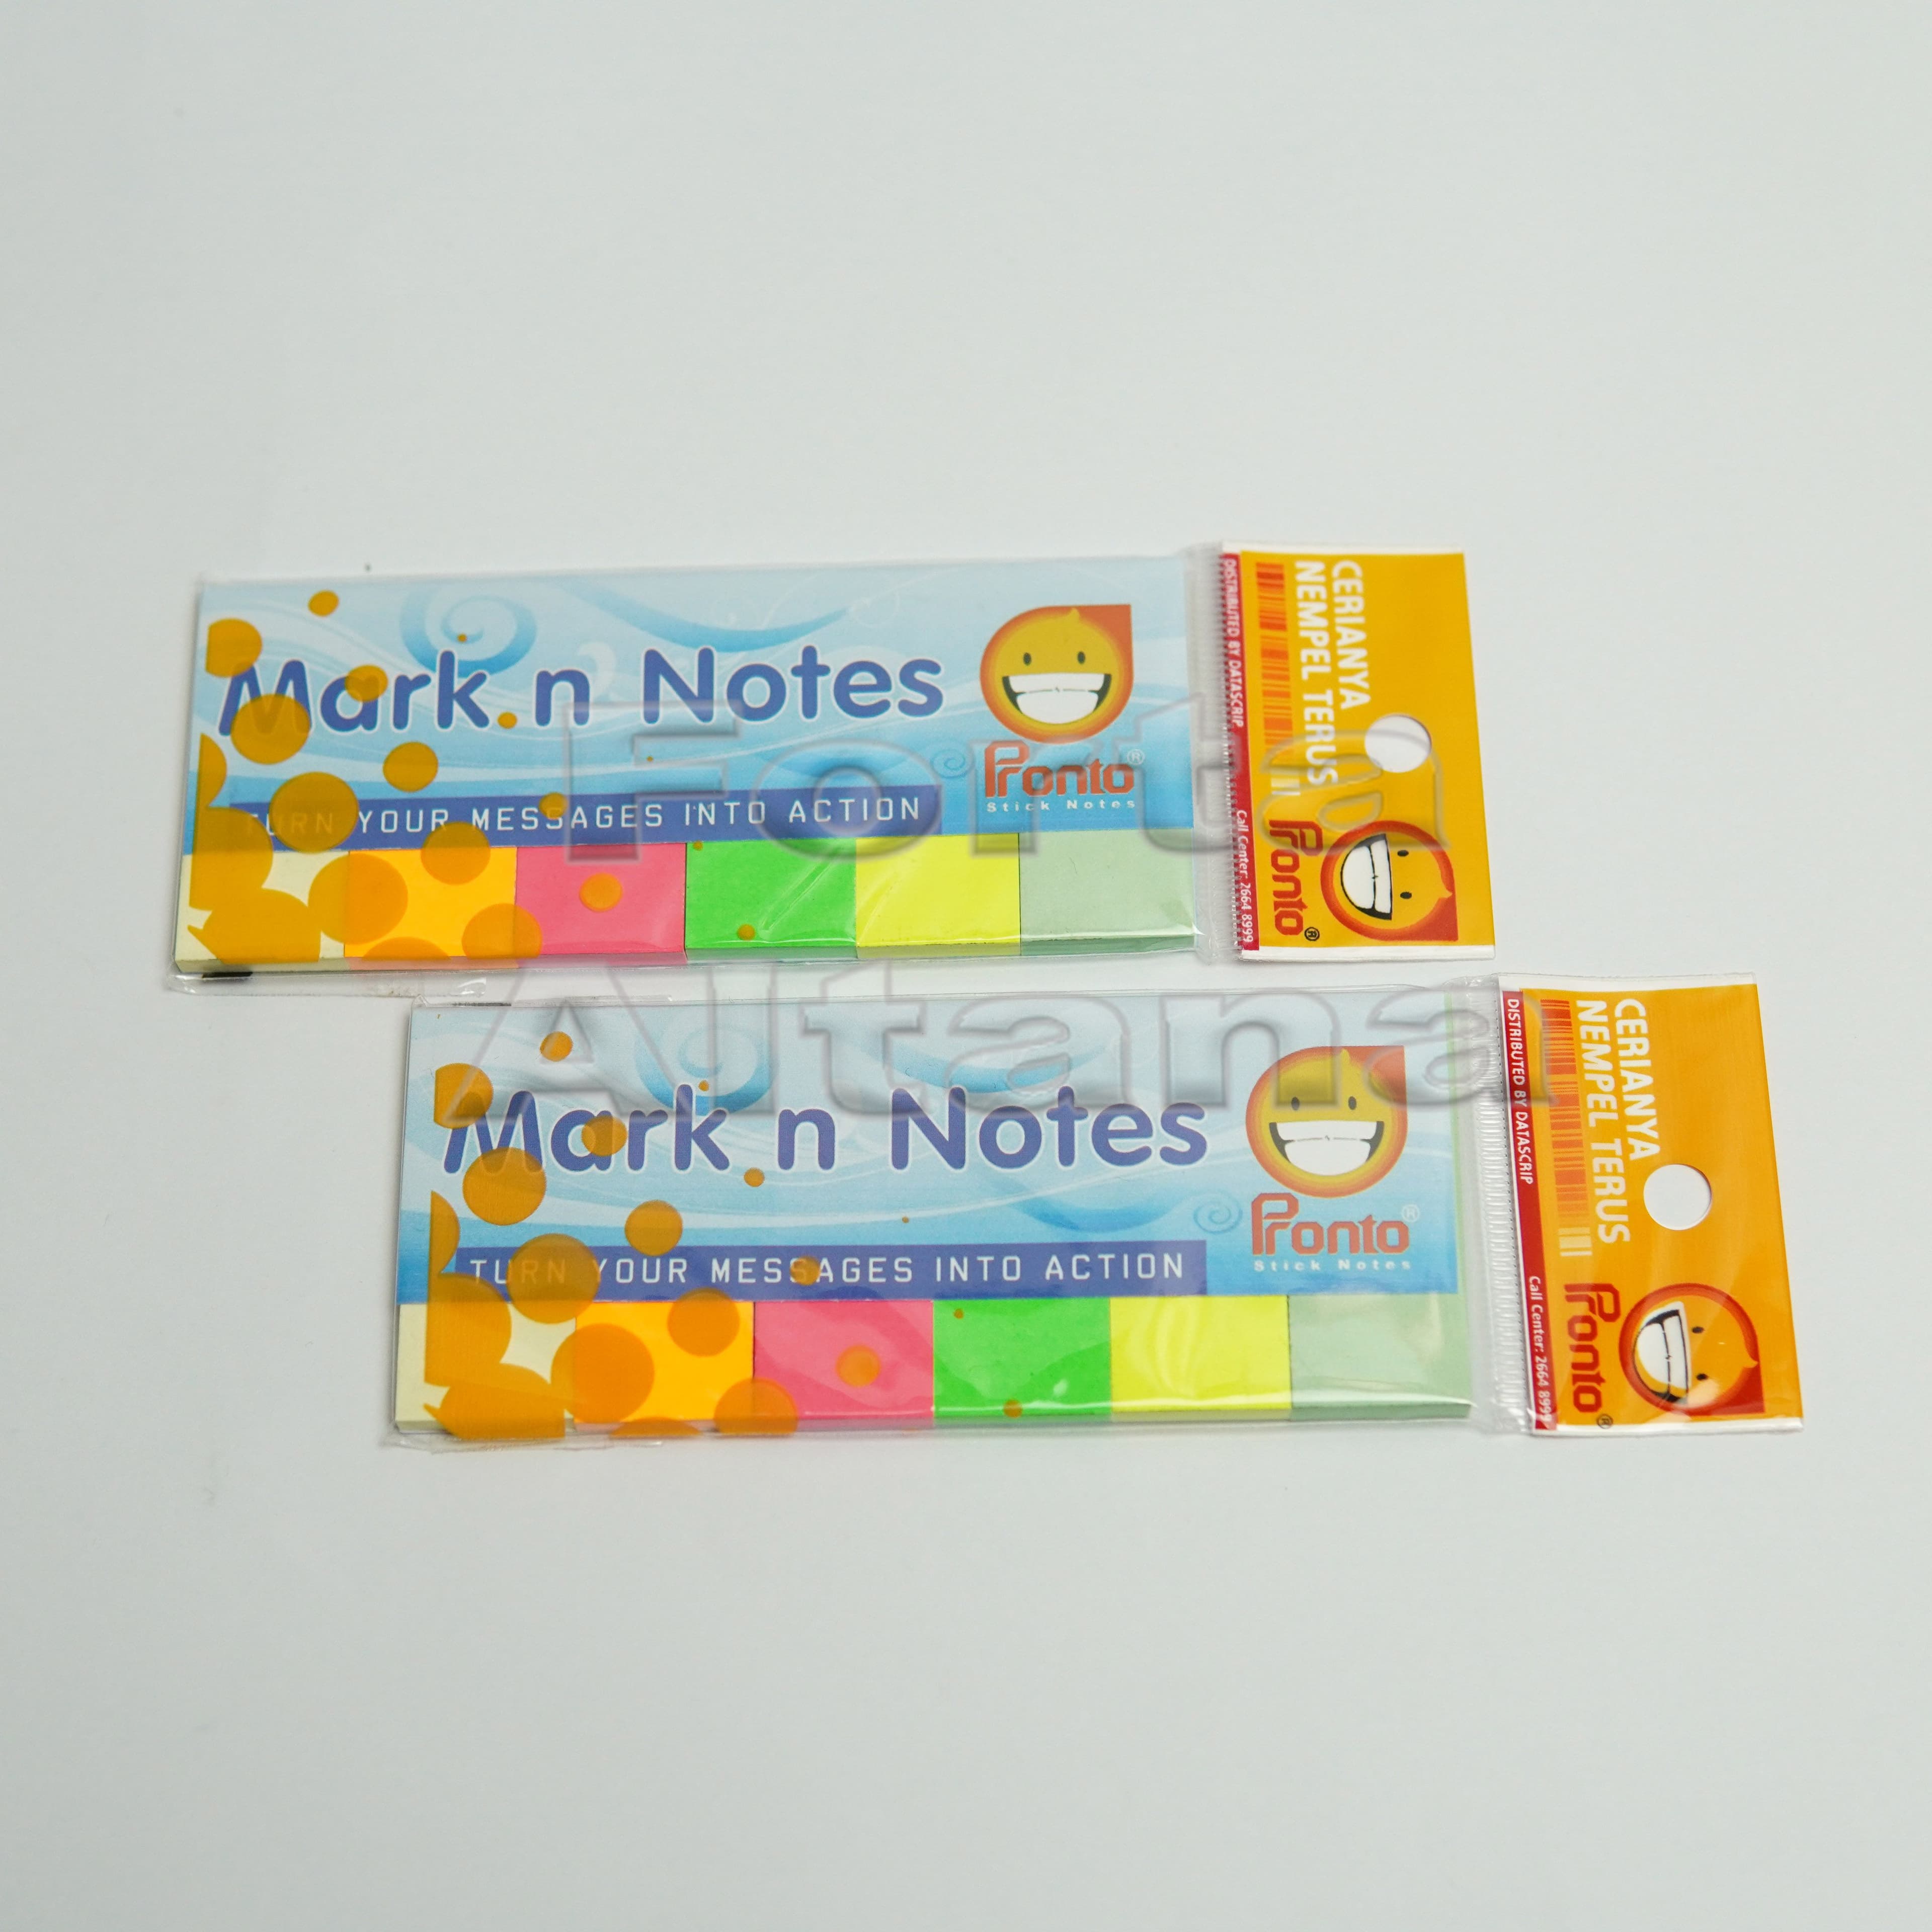 Mark n Notes
TURN YOUR MESSAGES INTO ACTION
Pronto®
Stick Notes
CERIANYA
NEMPEL TERUS
DISTRIBUTED BY DATASCRIP
Call Center: 2664 8999
Pronto®
Forta
Altana
Mark n Notes
TURN YOUR MESSAGES INTO ACTION
Pronto®
Stick Notes
CERIANYA
NEMPEL TERUS
DISTRIBUTED BY DATASCRIP
Call Center: 2664 8999
Pronto®